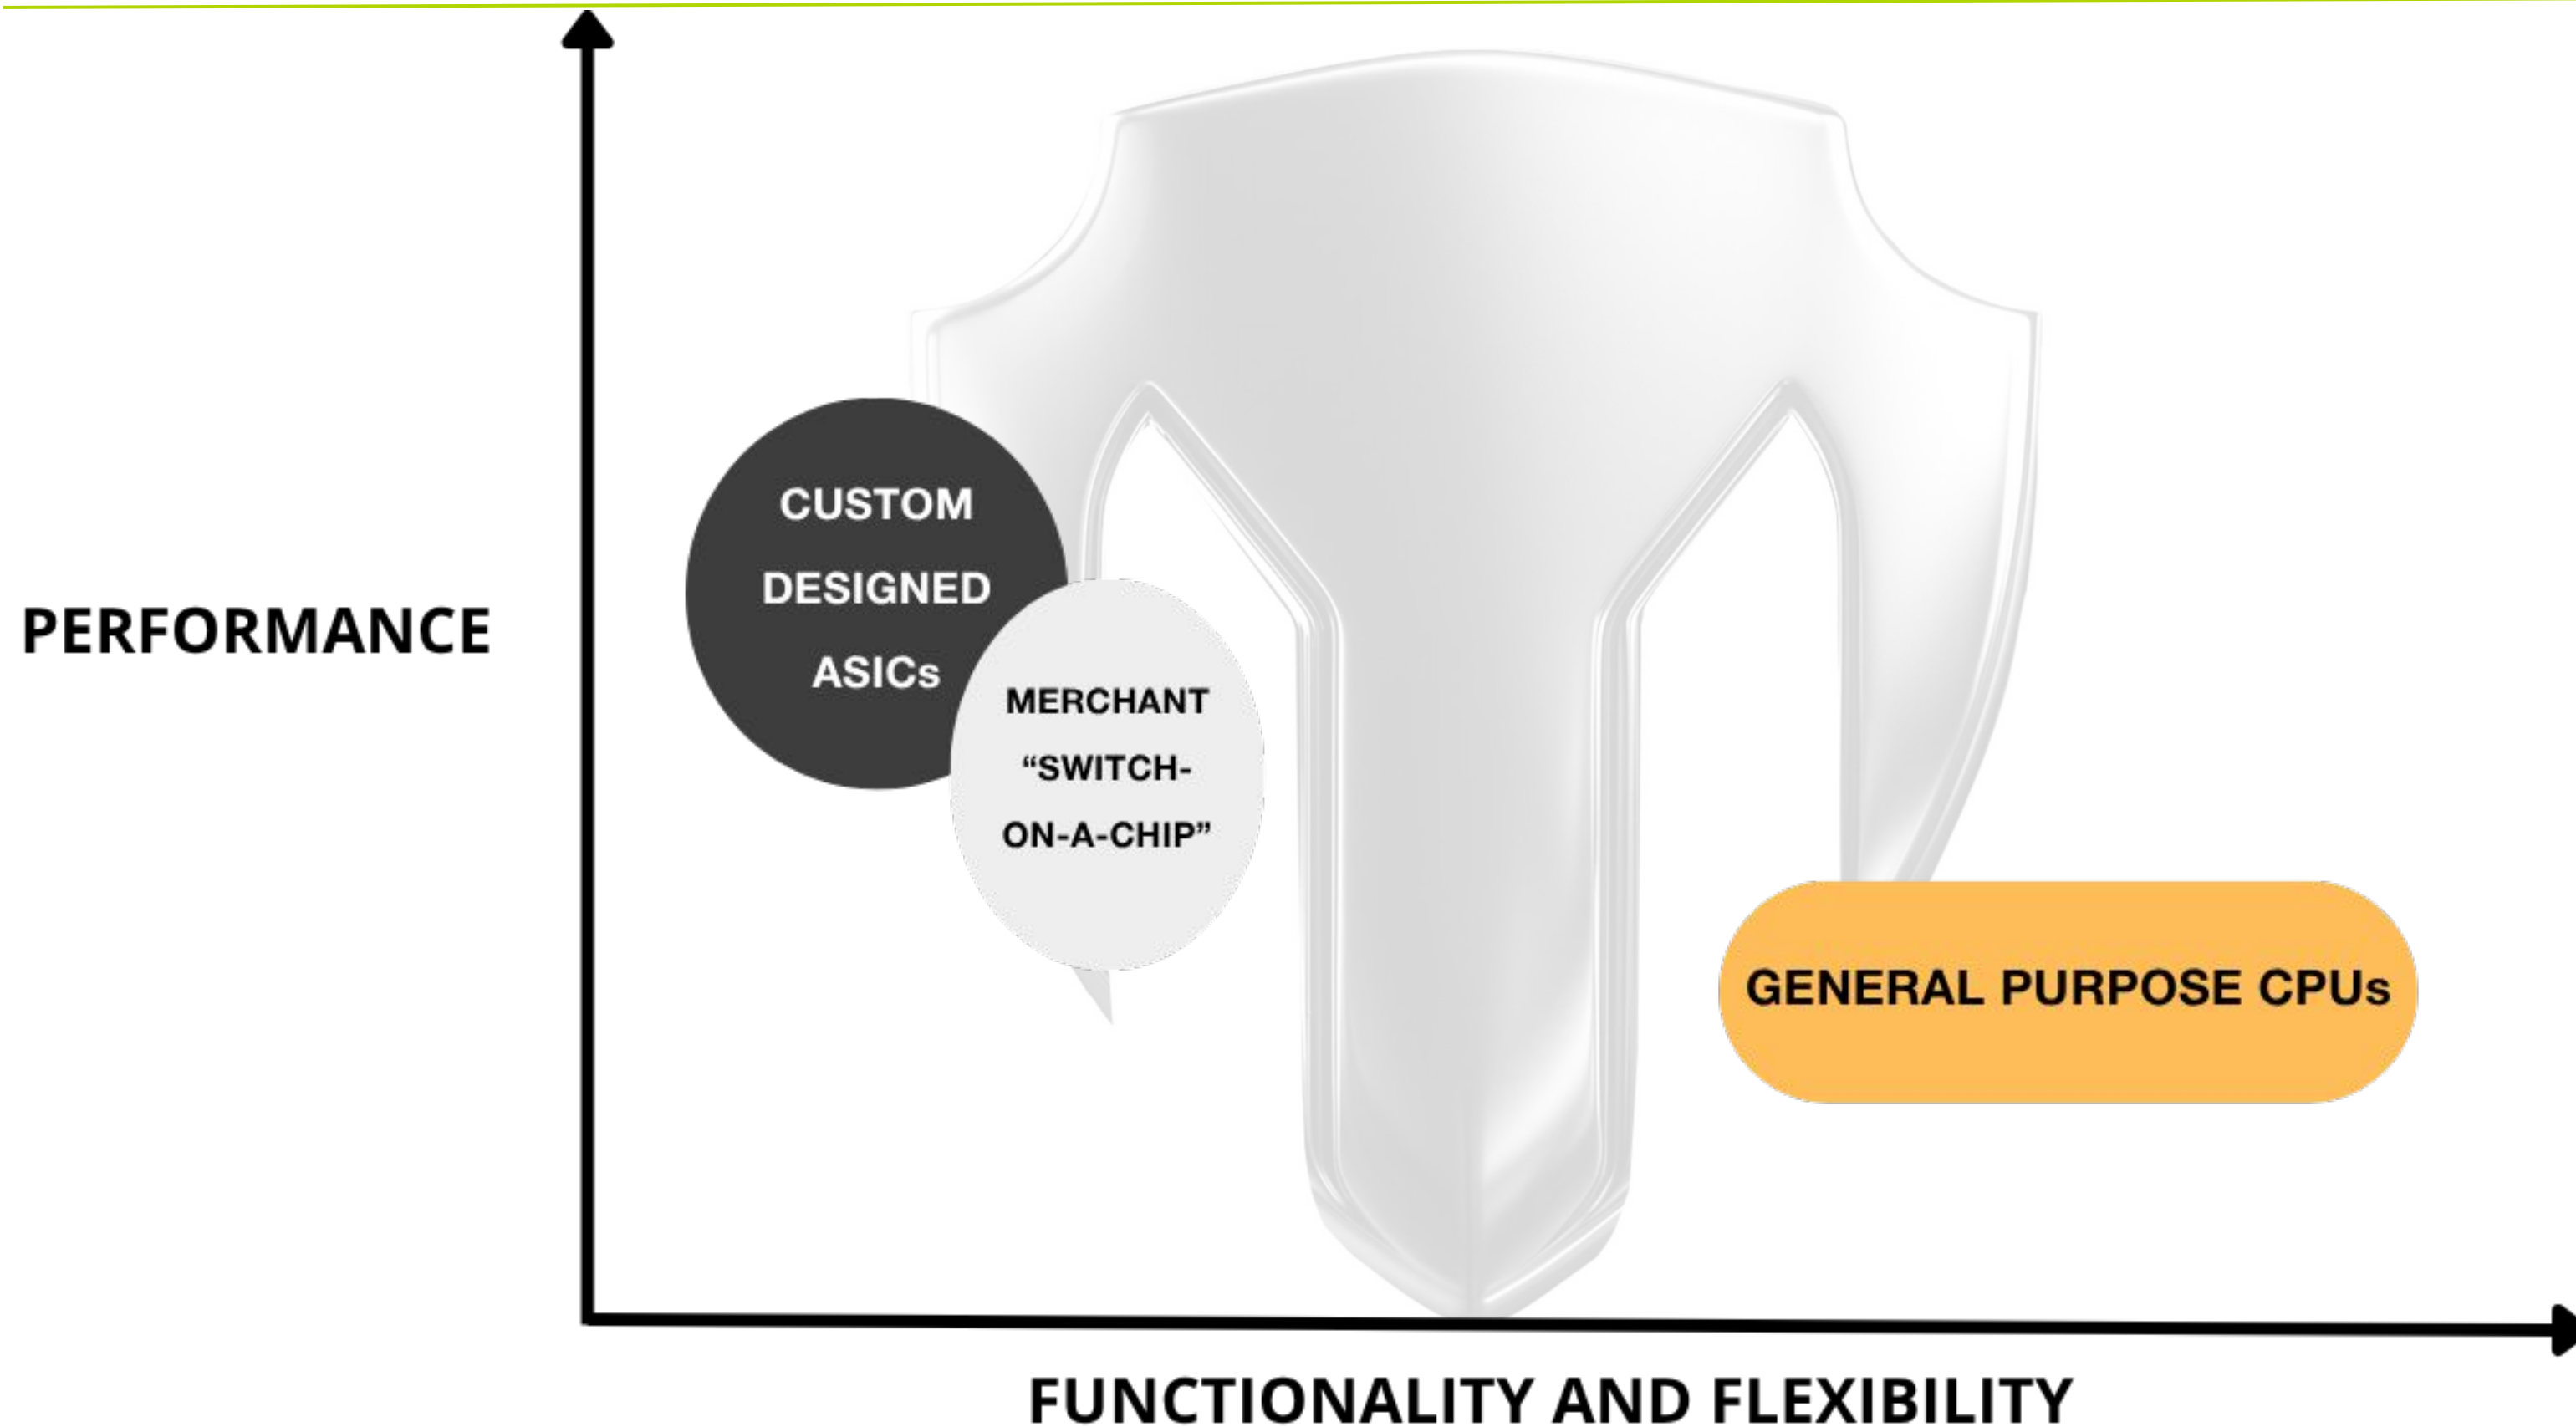 CUSTOM
DESIGNED
ASICs
PERFORMANCE
MERCHANT
“SWITCH-
ON-A-CHIP”
GENERAL PURPOSE CPUs
FUNCTIONALITY AND FLEXIBILITY